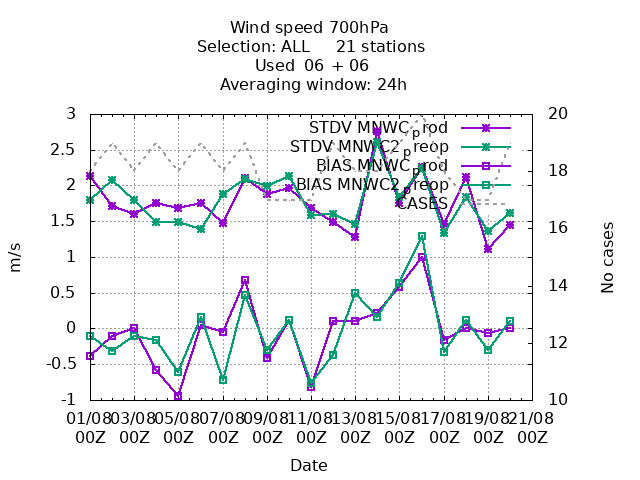 Wind speed 700hPa
Selection: ALL 21 stations
Used 06 + 06
Averaging window: 24h
3
2.5
2
1.5
1
0.5
0
-0.5
-1
20
18
16
14
12
10
STDV MNWC_prod
STDV MNWC2_preop
BIAS MNWC_prod
BIAS MNWC2_preop
CASES
m/s
No cases
01/08 03/08 05/08 07/08 09/08 11/08 13/08 15/08 17/08 19/08 21/08
00Z 00Z 00Z 00Z 00Z 00Z 00Z 00Z 00Z 00Z 00Z
Date